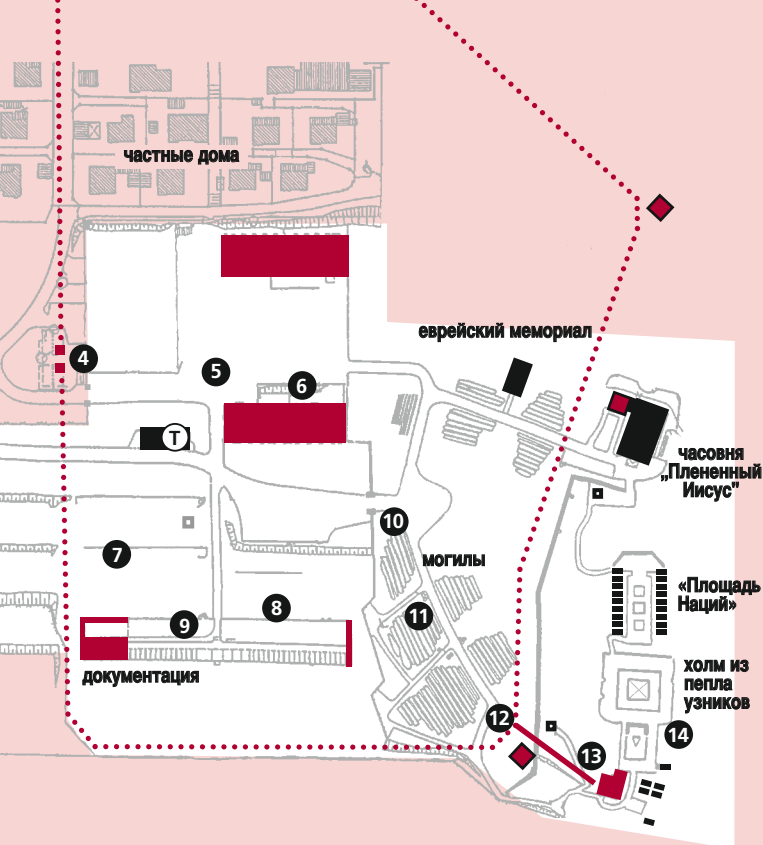 частные дома
еврейский мемориал
4
5
6
T
часовня
„Плененный
Иисус"
10
7
могилы
«Площадь
Наций»
8
9
11
документация
холм из
пепла
узников
12
14
13